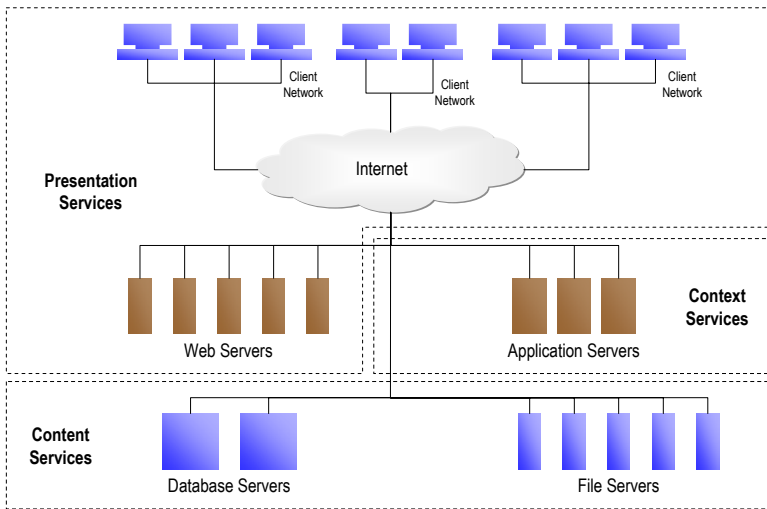 Client
Network
Client
Network
Client
Network
Internet
Presentation
Services
Context
Services
Web Servers
Application Servers
Content
Services
Database Servers
File Servers